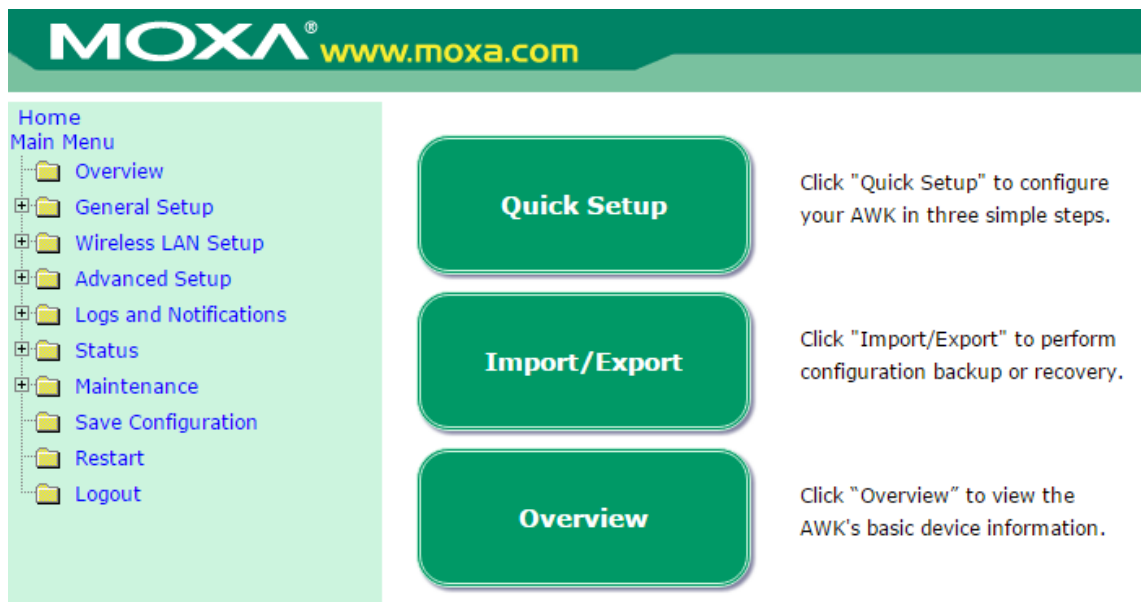 MOXA® www.moxa.com
Home
Main Menu
Overview
General Setup
Wireless LAN Setup
Advanced Setup
Logs and Notifications
Status
Maintenance
Save Configuration
Restart
Logout
Quick Setup
Click "Quick Setup" to configure
your AWK in three simple steps.
Import/Export
Click "Import/Export" to perform
configuration backup or recovery.
Overview
Click “Overview” to view the
AWK's basic device information.